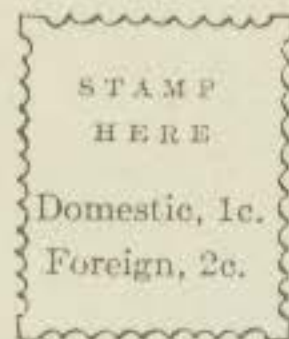 STAMP
HERE
Domestic, 1c.
Foreign, 2c.